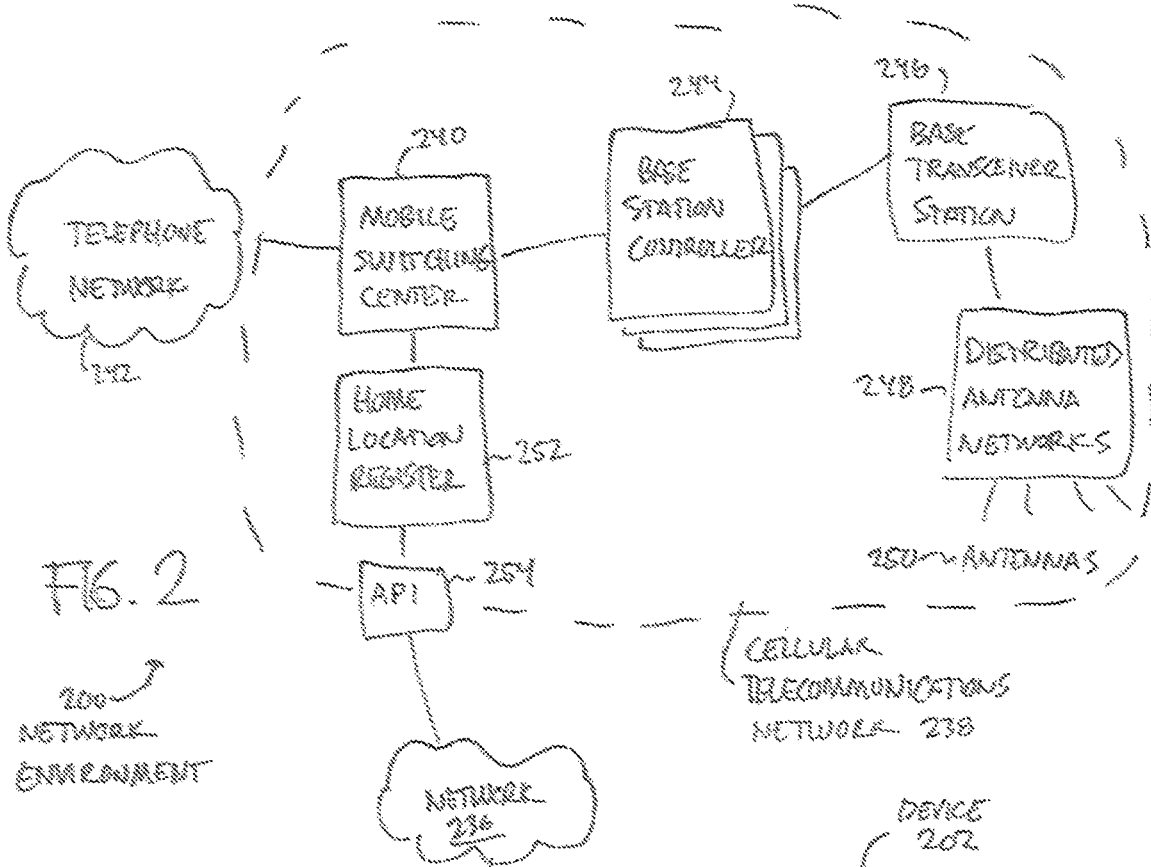 246
244
240
BASE
TRANSCEIVER
STATION
BASE
STATION
CONTROLLER
MOBILE
SWITCHING
CENTER
TELEPHONE
NETWORK
242
DISTRIBUTED
ANTENNA
NETWORKS
248
HOME
LOCATION
REGISTER
252
250 ANTENNAS
FIG. 2
API
254
CELLULAR
TELECOMMUNICATIONS
NETWORK 238
200
NETWORK
ENVIRONMENT
NETWORK
236
DEVICE
202